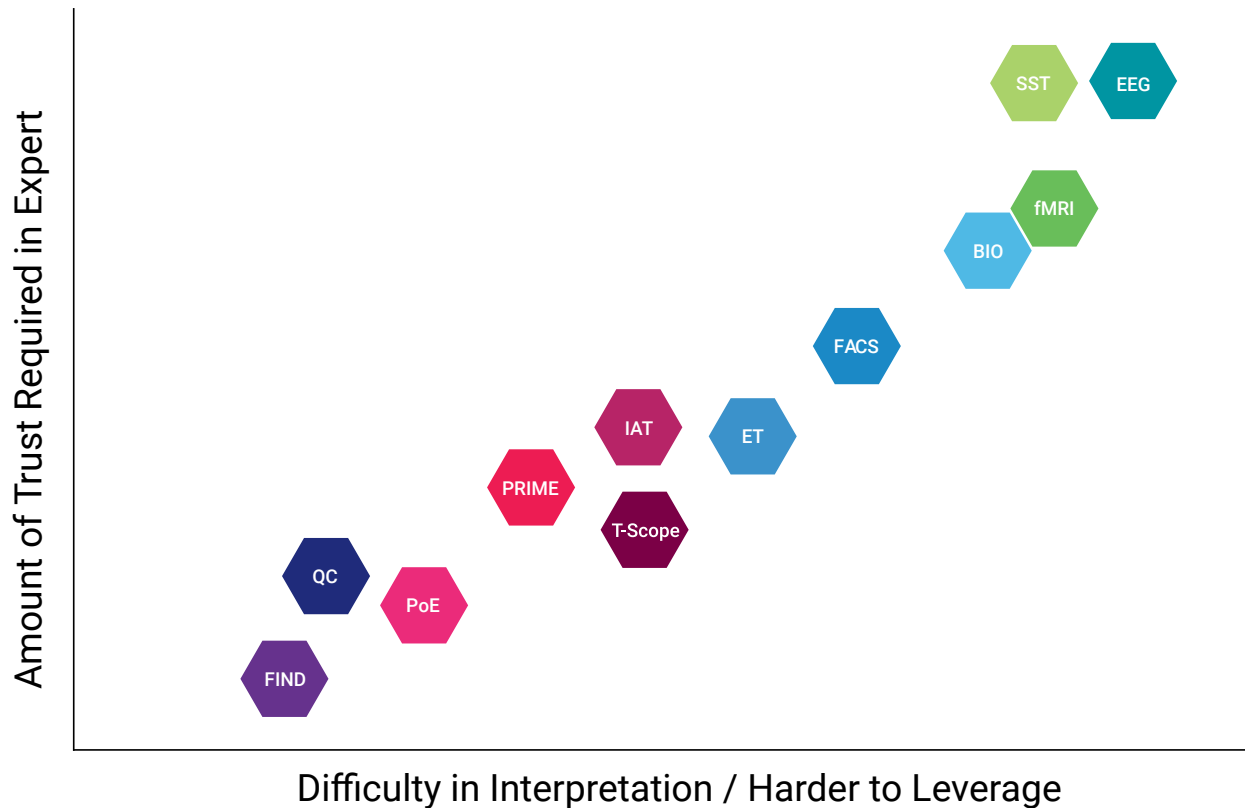 Amount of Trust Required in Expert
SST
EEG
fMRI
BIO
FACS
IAT
ET
PRIME
T-Scope
QC
PoE
FIND
Difficulty in Interpretation / Harder to Leverage